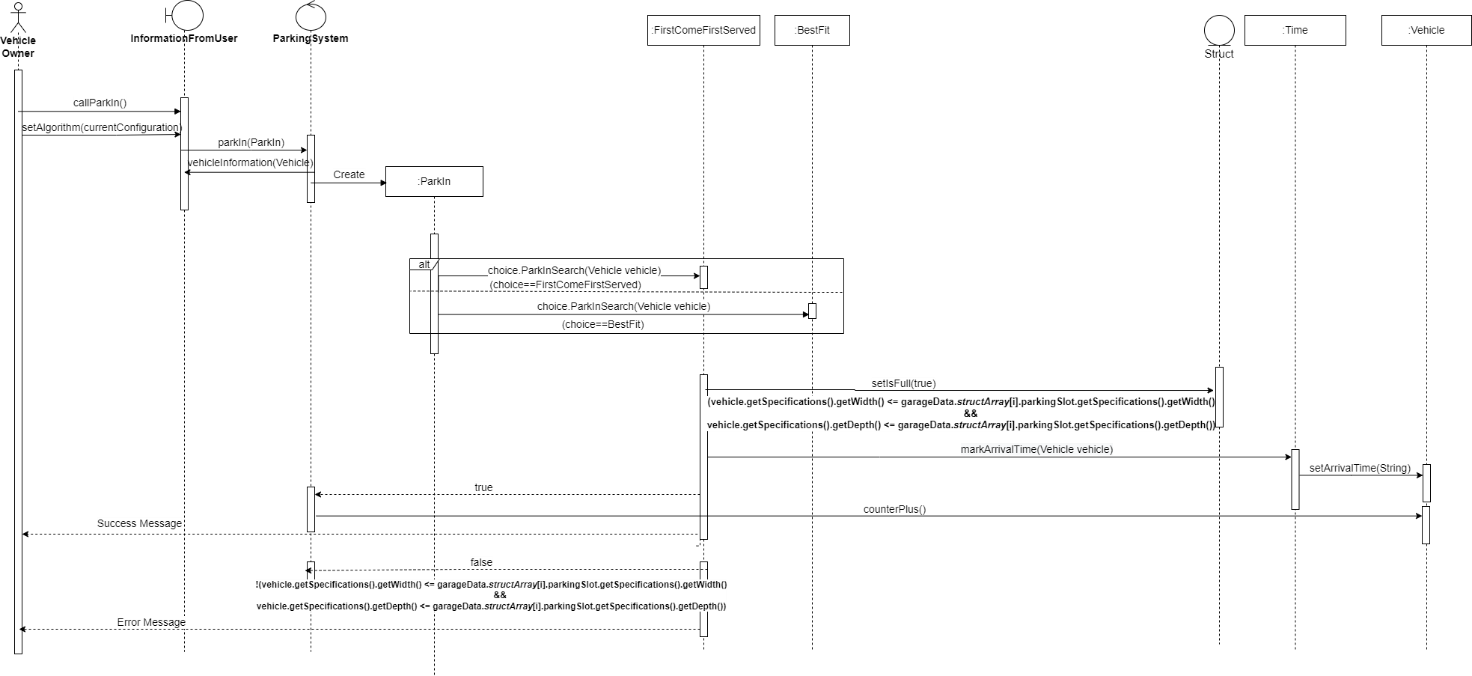 Vehicle
Owner
InformationFromUser
ParkingSystem
:FirstComeFirstServed
:BestFit
Struct
:Time
:Vehicle
callParkIn()
setAlgorithm(currentConfiguration)
parkIn(ParkIn)
vehicleInformation(Vehicle)
Create
:ParkIn
alt
choice.ParkInSearch(Vehicle vehicle)
(choice==FirstComeFirstServed)
choice.ParkInSearch(Vehicle vehicle)
(choice==BestFit)
setIsFull(true)
(vehicle.getSpecifications().getWidth() <= garageData.structArray[i].parkingSlot.getSpecifications().getWidth()
&&
vehicle.getSpecifications().getDepth() <= garageData.structArray[i].parkingSlot.getSpecifications().getDepth())
markArrivalTime(Vehicle vehicle)
setArrivalTime(String)
true
counterPlus()
Success Message
false
!(vehicle.getSpecifications().getWidth() <= garageData.structArray[i].parkingSlot.getSpecifications().getWidth()
&&
vehicle.getSpecifications().getDepth() <= garageData.structArray[i].parkingSlot.getSpecifications().getDepth())
Error Message